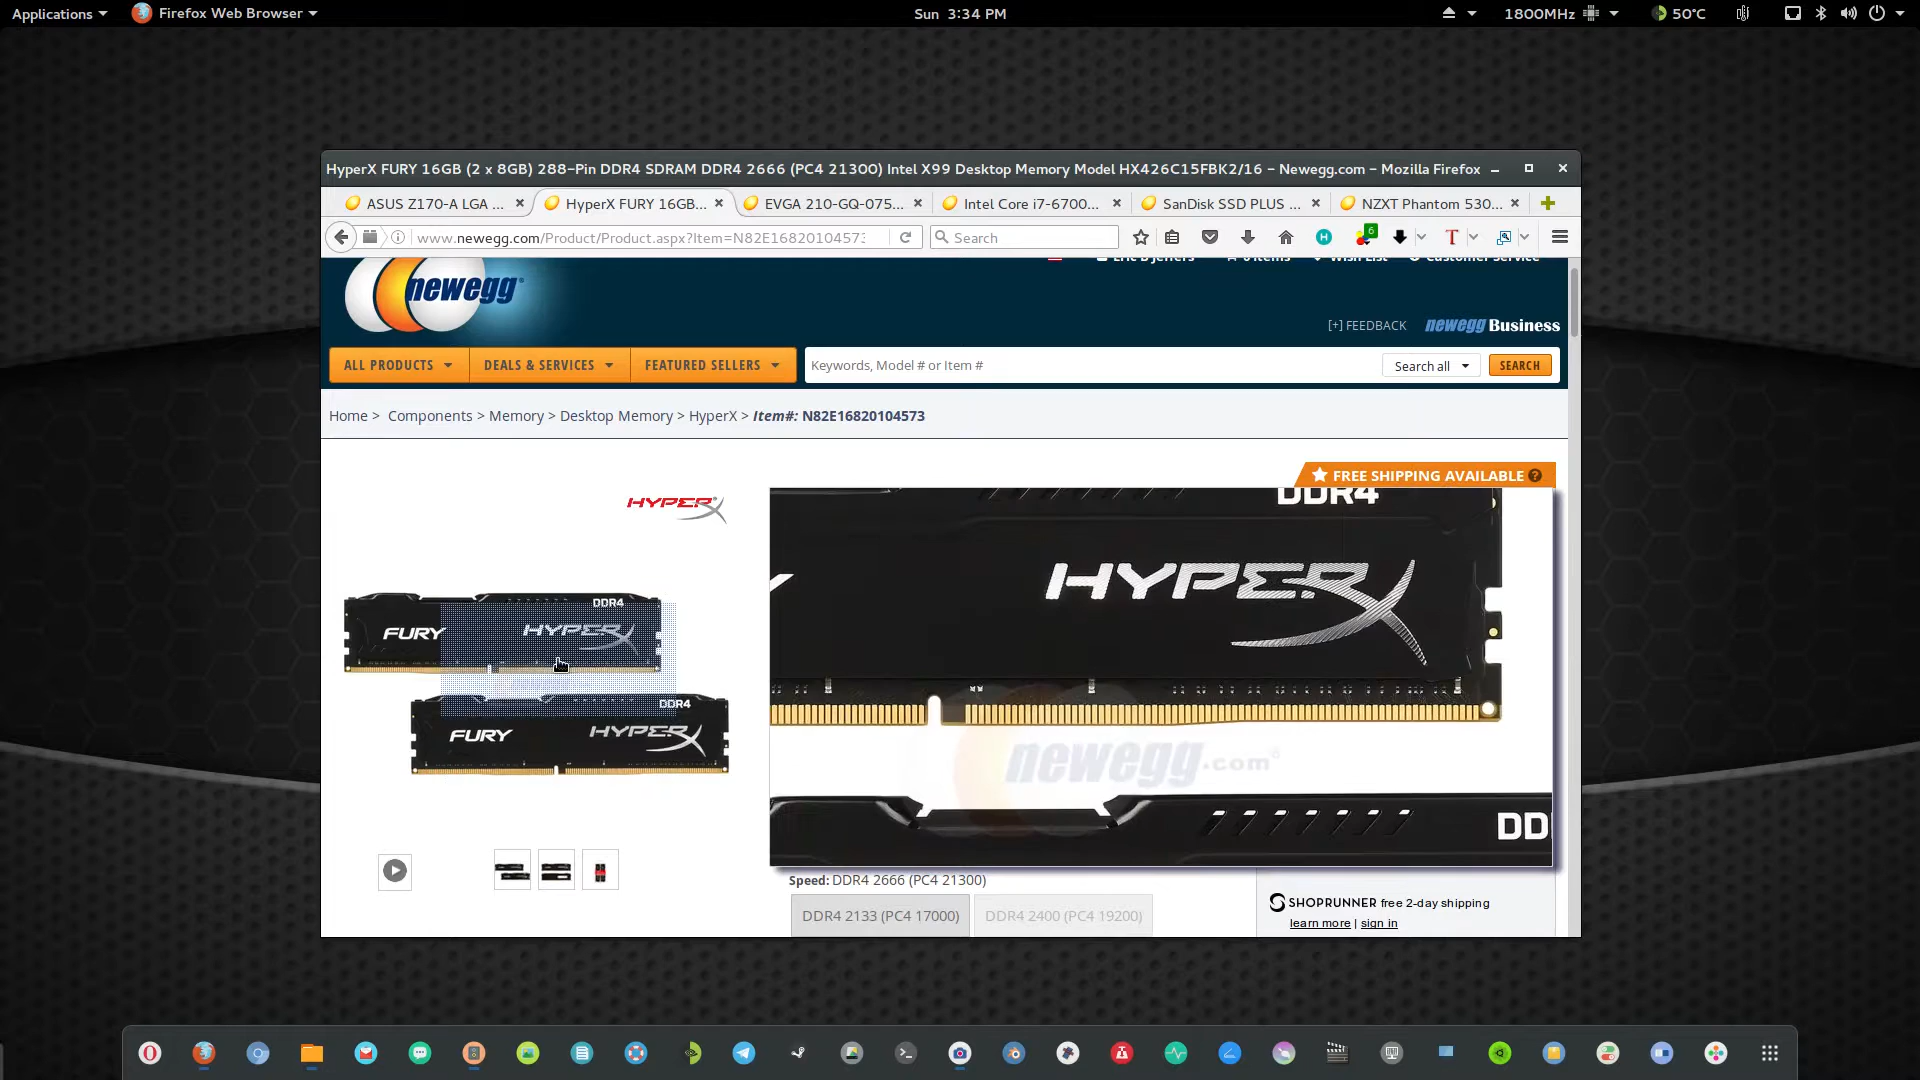 Applications
Firefox Web Browser
Sun 3:34 PM
1800MHz
50°C
HyperX FURY 16GB (2 x 8GB) 288-Pin DDR4 SDRAM DDR4 2666 (PC4 21300) Intel X99 Desktop Memory Model HX426C15FBK2/16 - Newegg.com - Mozilla Firefox
ASUS Z170-A LGA ...
HyperX FURY 16GB...
EVGA 210-GQ-075...
Intel Core i7-6700...
SanDisk SSD PLUS ...
NZXT Phantom 530...
www.newegg.com/Product/Product.aspx?Item=N82E16820104573
Search
H
6
T
Wish List
Customer Service
newegg
[+] FEEDBACK
newegg Business
ALL PRODUCTS
DEALS & SERVICES
FEATURED SELLERS
Keywords, Model # or Item #
Search all
SEARCH
Home > Components > Memory > Desktop Memory > HyperX > Item#: N82E16820104573
FREE SHIPPING AVAILABLE ?
HYPERX
DDR4
FURY HYPERX
DDR4
FURY HYPERX
DDR4
HYPERX
newegg.com®
DD
Speed: DDR4 2666 (PC4 21300)
DDR4 2133 (PC4 17000)
DDR4 2400 (PC4 19200)
SHOPRUNNER free 2-day shipping
learn more | sign in